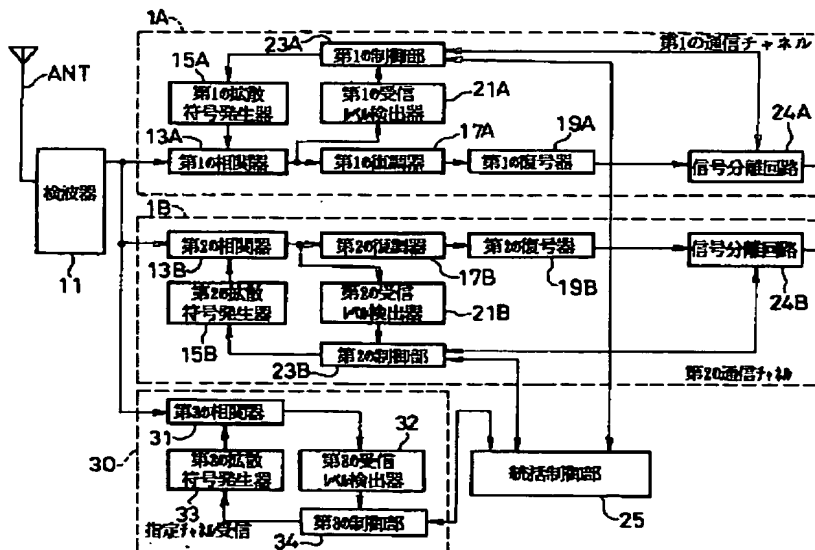 1A
23A
第1の制御部
第1の通信チャネル
ANT
15A
第1の拡散
符号発生器
第1の受信
レベル検出器
21A
24A
13A
17A
19A
第1の相関器
第1の復調器
第1の復号器
信号分離回路
検波器
11
1B
第2の相関器
第2の復調器
第2の復号器
信号分離回路
13B
17B
19B
24B
第2の拡散
符号発生器
第2の受信
レベル検出器
21B
15B
第2の制御部
23B
第2の通信チャネル
第3の相関器
31
32
30
第3の拡散
符号発生器
第3の受信
レベル検出器
統括制御部
25
33
第3の制御部
34
指定チャネル受信